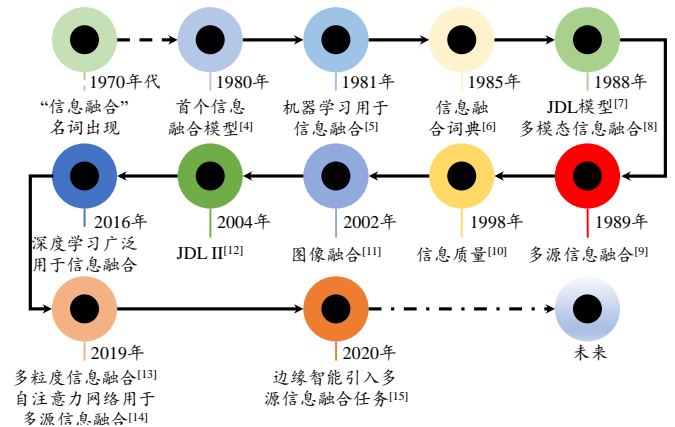 1970年代
“信息融合”
名词出现
1980年
首个信息
融合模型[4]
1981年
机器学习用于
信息融合[5]
1985年
信息融
合词典[6]
1988年
JDL模型[7]
多模态信息融合[8]
2016年
深度学习广泛
用于信息融合
2004年
JDL II[12]
2002年
图像融合[11]
1998年
信息质量[10]
1989年
多源信息融合[9]
2019年
多粒度信息融合[13]
自注意力网络用于
多源信息融合[14]
2020年
边缘智能引入多
源信息融合任务[15]
未来